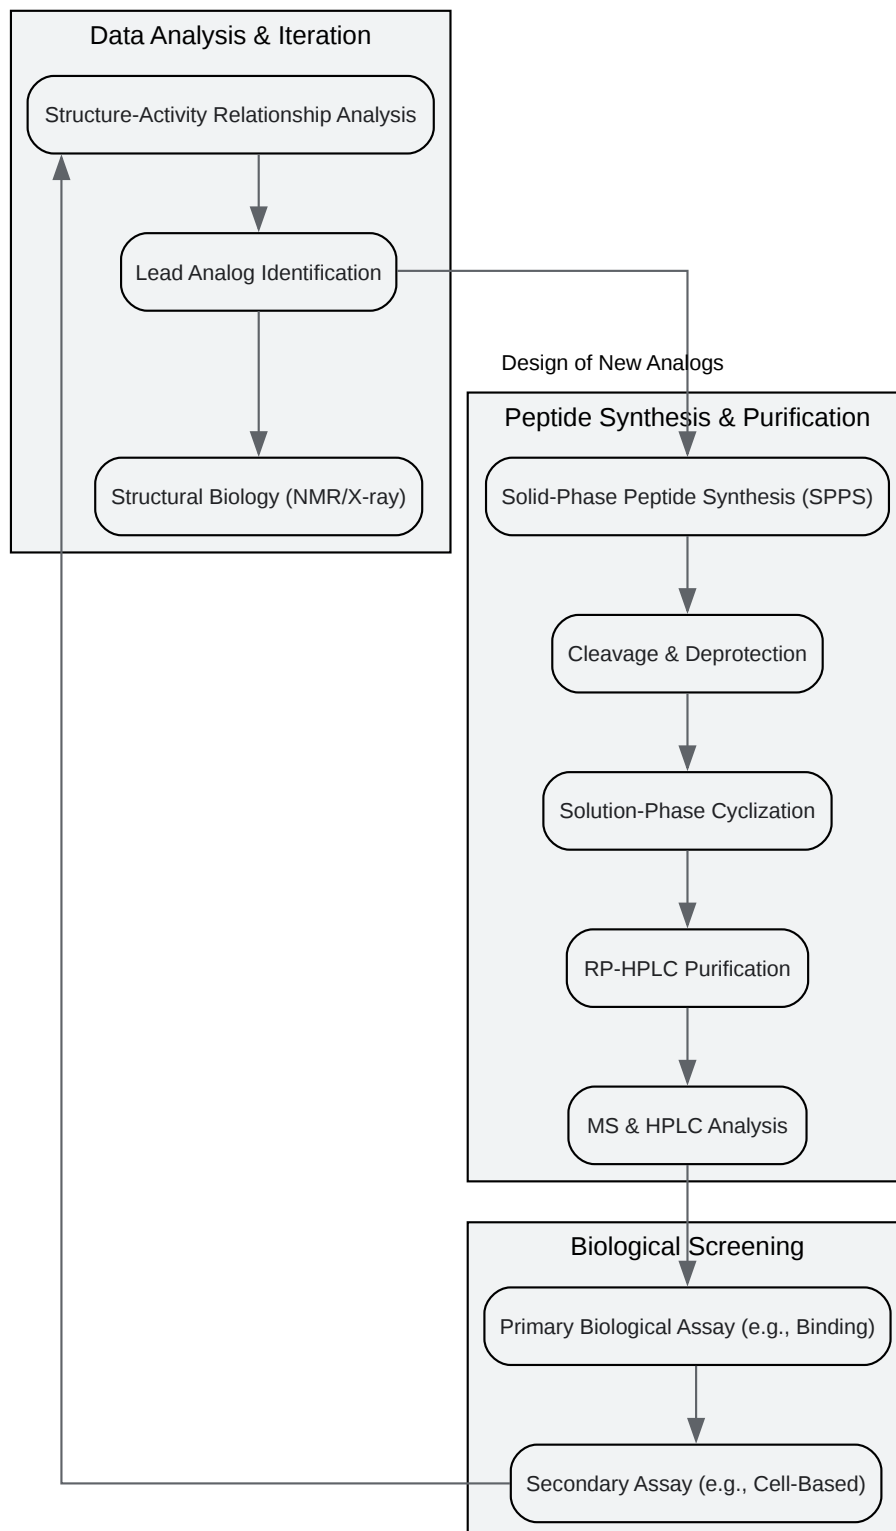 Data Analysis & Iteration
Structure-Activity Relationship Analysis
Lead Analog Identification
Structural Biology (NMR/X-ray)
Design of New Analogs
Peptide Synthesis & Purification
Solid-Phase Peptide Synthesis (SPPS)
Cleavage & Deprotection
Solution-Phase Cyclization
RP-HPLC Purification
MS & HPLC Analysis
Biological Screening
Primary Biological Assay (e.g., Binding)
Secondary Assay (e.g., Cell-Based)